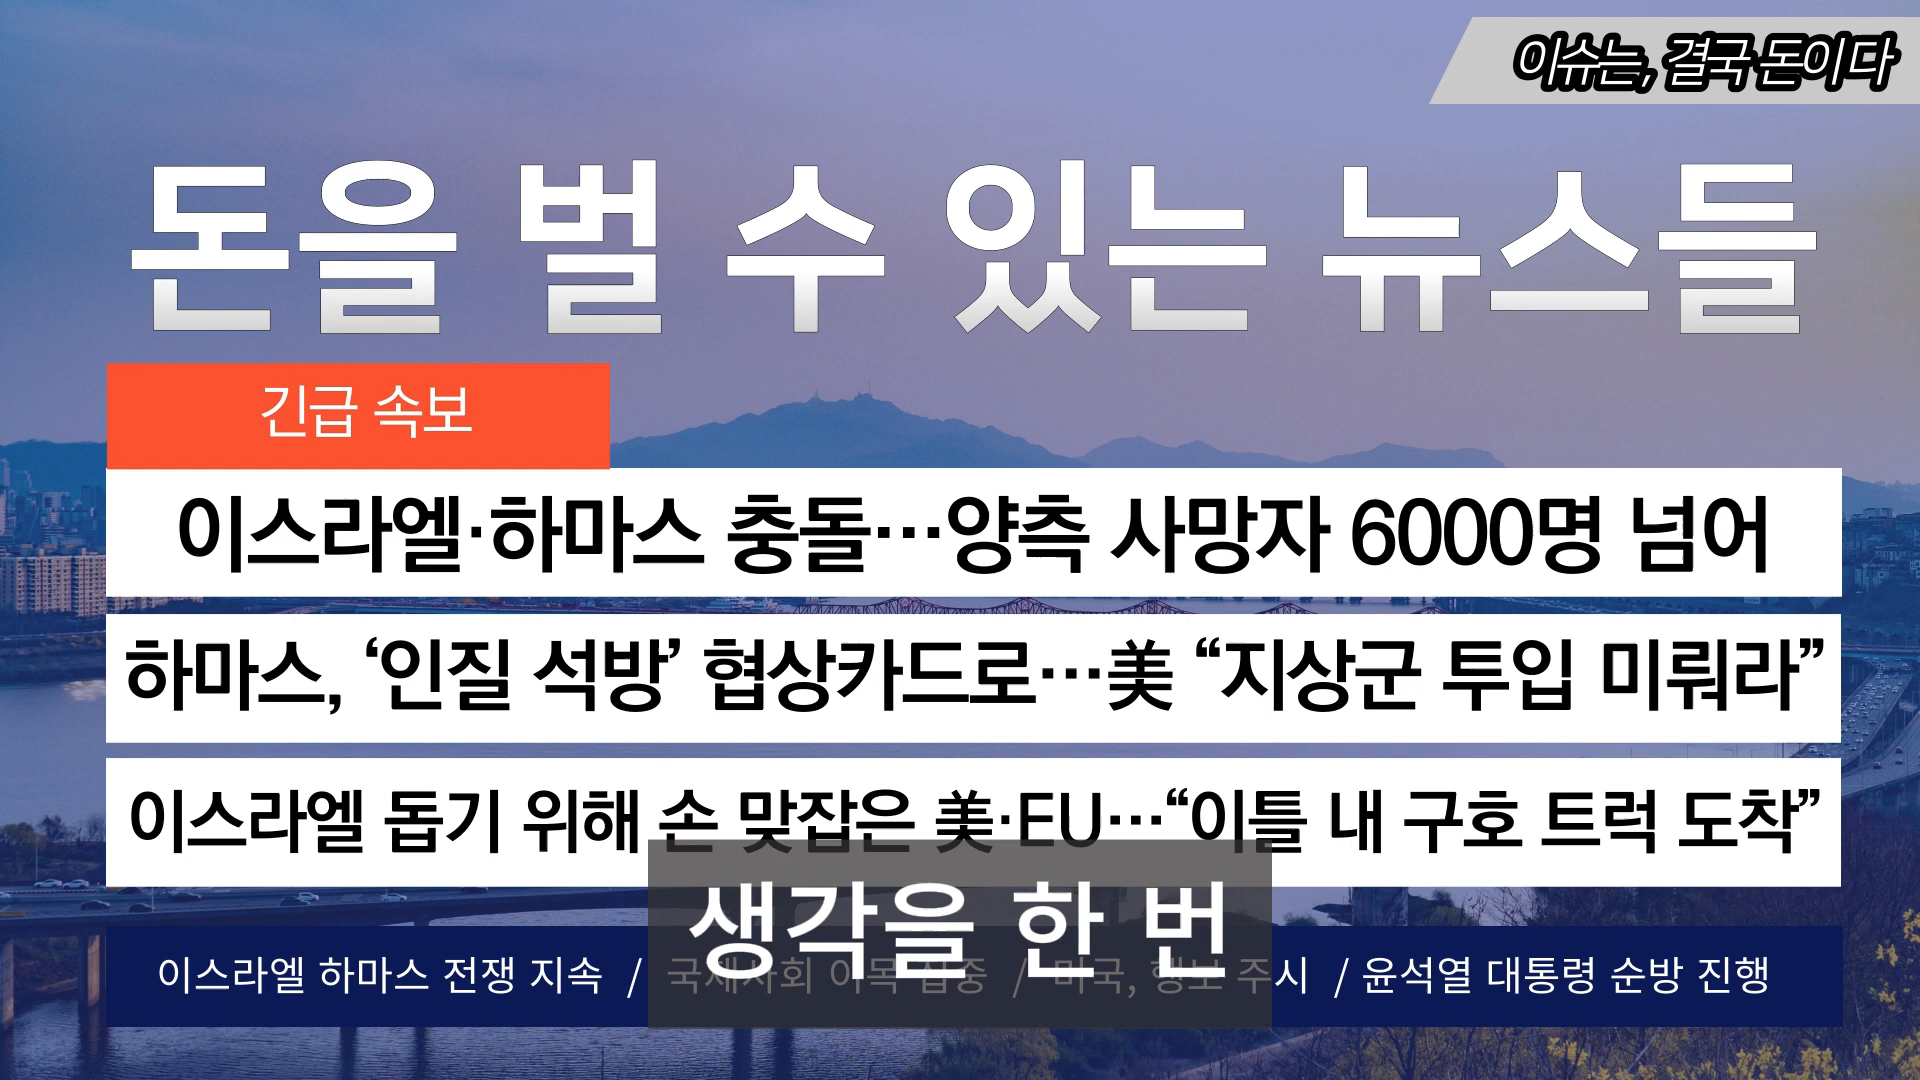 이슈는, 결국 돈이다
돈을 벌 수 있는 뉴스들
긴급 속보
이스라엘·하마스 충돌…양측 사망자 6000명 넘어
하마스, ‘인질 석방’ 협상카드로…美 “지상군 투입 미뤄라”
이스라엘 돕기 위해 손 맞잡은 美·EU…“이틀 내 구호 트럭 도착”
생각을 한 번
이스라엘 하마스 전쟁 지속 / 국제사회 이목 집중 / 미국, 행보 주시 / 윤석열 대통령 순방 진행